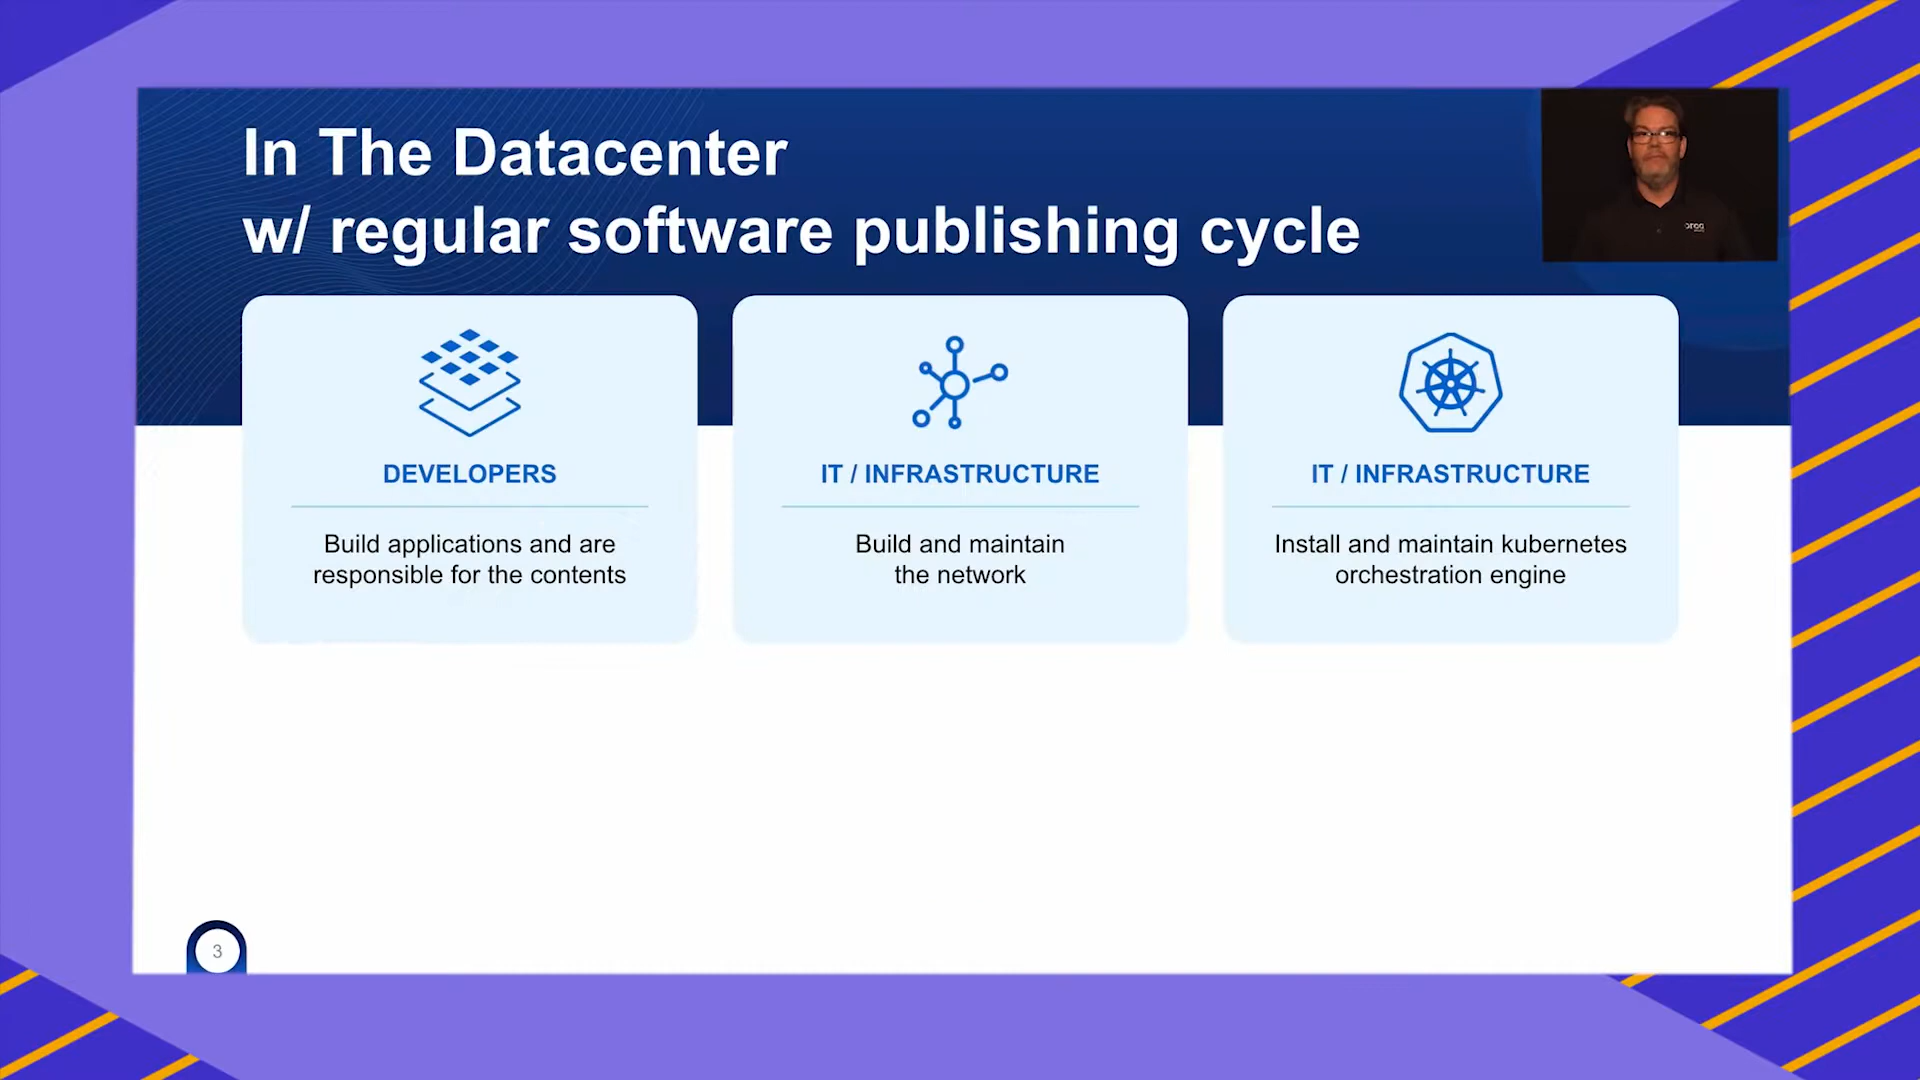 In The Datacenter
w/ regular software publishing cycle
DEVELOPERS
Build applications and are
responsible for the contents
IT / INFRASTRUCTURE
Build and maintain
the network
IT / INFRASTRUCTURE
Install and maintain kubernetes
orchestration engine
orca
3